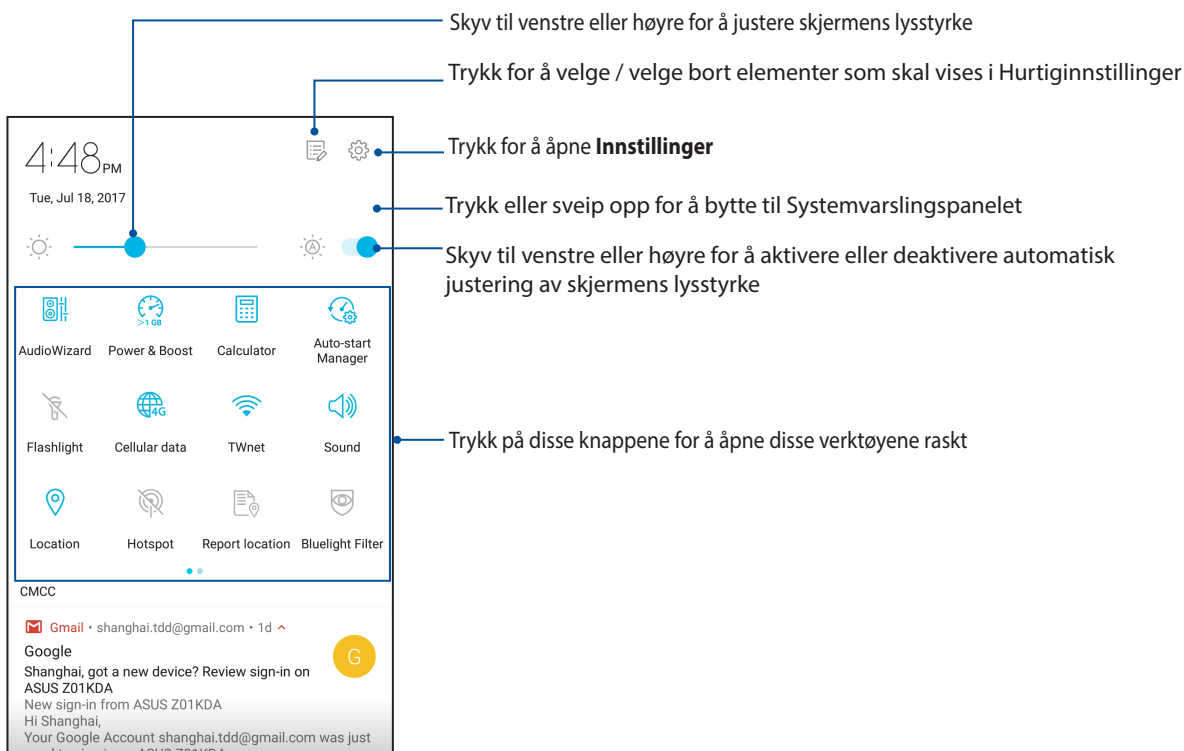 Skyv til venstre eller høyre for å justere skjermens lysstyrke
Trykk for å velge / velge bort elementer som skal vises i Hurtiginnstillinger
4:48 PM
Trykk for å åpne Innstillinger
Tue, Jul 18, 2017
Trykk eller sveip opp for å bytte til Systemvarslingspanelet
A
Skyv til venstre eller høyre for å aktivere eller deaktivere automatisk
justering av skjermens lysstyrke
>1 GB
AudioWizard Power & Boost Calculator Auto-start
Manager
4G
Flashlight Cellular data TWnet Sound
Trykk på disse knappene for å åpne disse verktøyene raskt
Location Hotspot Report location Bluelight Filter
CMCC
Gmail • shanghai.tdd@gmail.com • 1d
Google
G
Shanghai, got a new device? Review sign-in on
ASUS Z01KDA
New sign-in from ASUS Z01KDA
Hi Shanghai,
Your Google Account shanghai.tdd@gmail.com was just